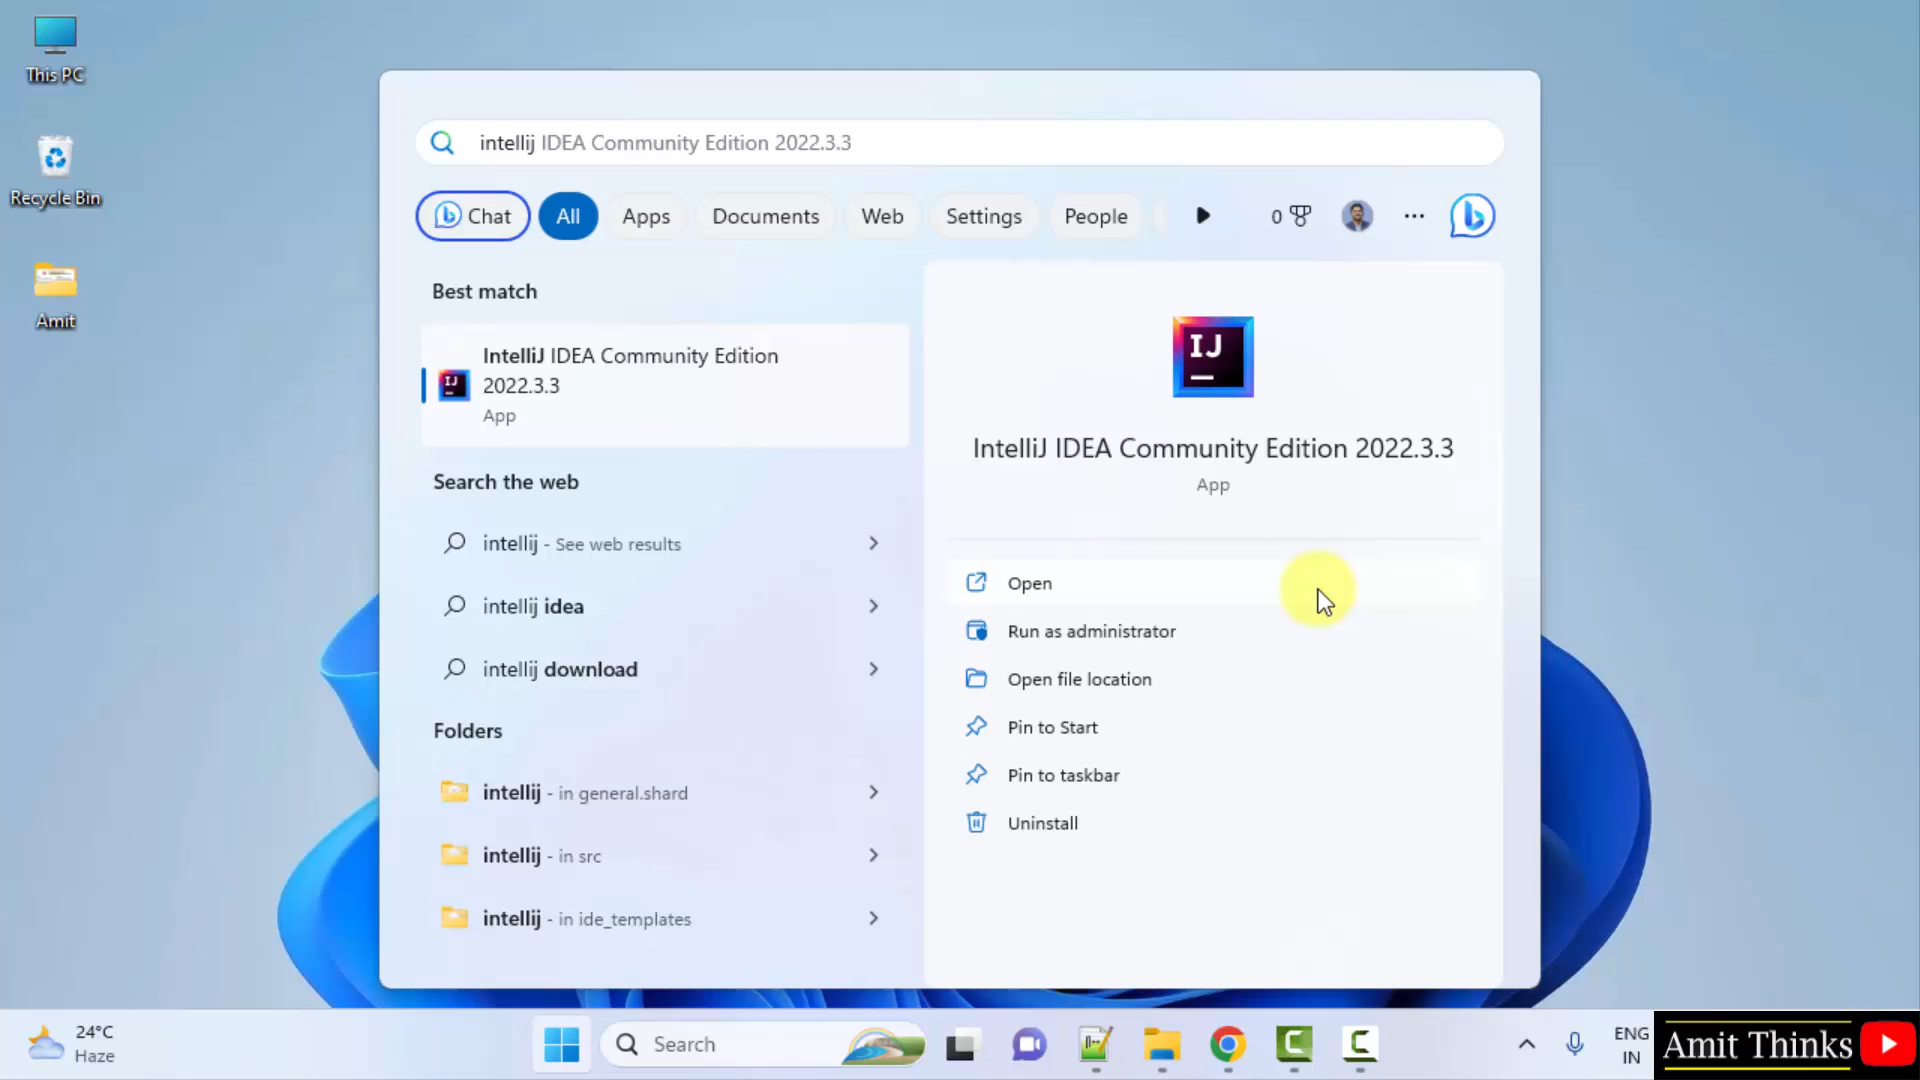 This PC
Recycle Bin
Amit
intellij IDEA Community Edition 2022.3.3
Chat
All
Apps
Documents
Web
Settings
People
0
Best match
IntelliJ IDEA Community Edition
2022.3.3
App
Search the web
intellij - See web results
intellij idea
intellij download
Folders
intellij - in general.shard
intellij - in src
intellij - in ide_templates
IJ
IntelliJ IDEA Community Edition 2022.3.3
App
Open
Run as administrator
Open file location
Pin to Start
Pin to taskbar
Uninstall
24°C
Haze
Search
ENG
IN
Amit Thinks